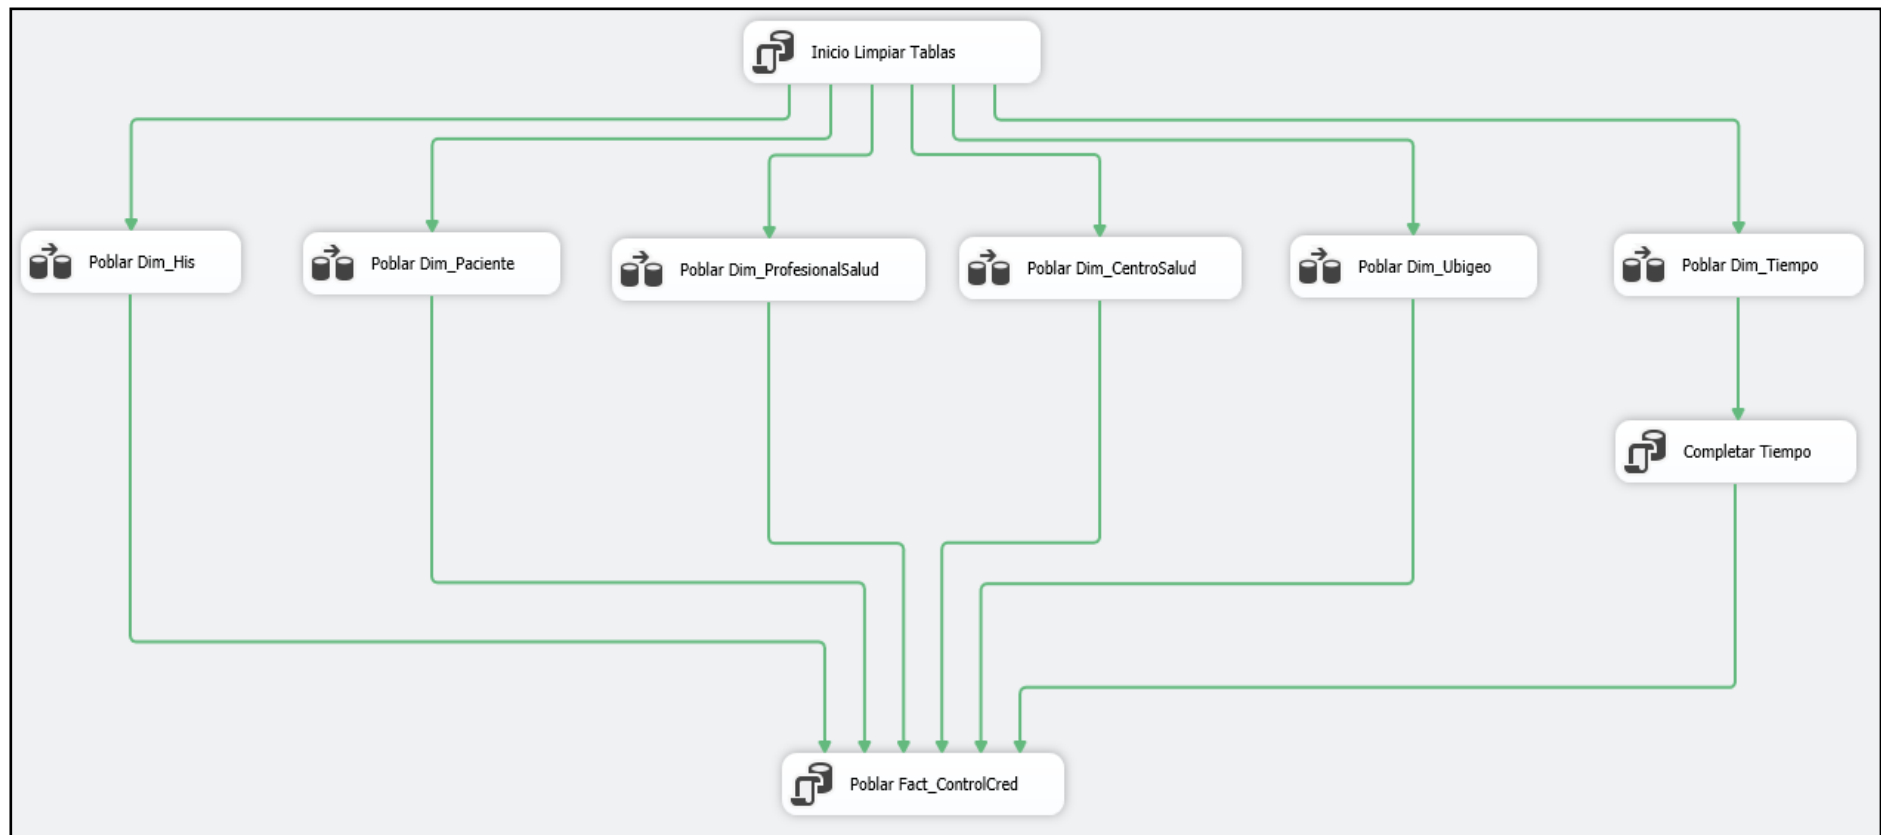 Inicio Limpiar Tablas
Poblar Dim_His
Poblar Dim_Paciente
Poblar Dim_ProfesionalSalud
Poblar Dim_CentroSalud
Poblar Dim_Ubigeo
Poblar Dim_Tiempo
Completar Tiempo
Poblar Fact_ControlCred